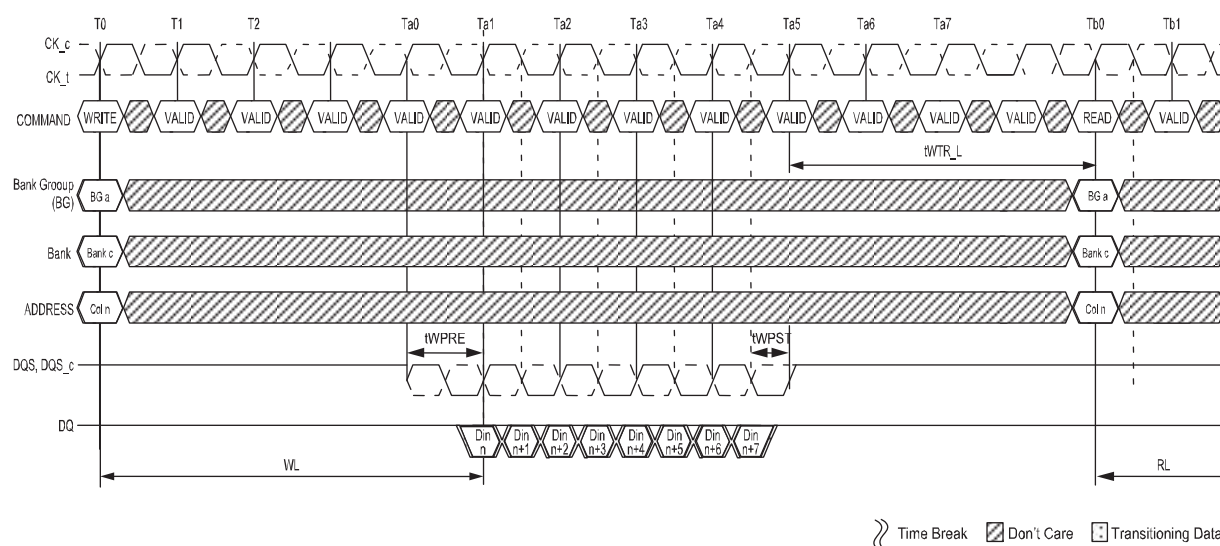 T0 T1 T2 Ta0 Ta1 Ta2 Ta3 Ta4 Ta5 Ta6 Ta7 Tb0 Tb1
CK_c
CK_t
COMMAND WRITE VALID VALID VALID VALID VALID VALID VALID VALID VALID VALID VALID VALID READ VALID
tWTR_L
Bank Grooup
(BG)
BG a BG a
Bank Bank c Bank c
ADDRESS Col n Col n
tWPRE tWPST
DQS, DQS_c
DQ
Din Din Din Din Din Din Din Din
n n+1 n+2 n+3 n+4 n+5 n+6 n+7
WL RL
Time Break Don't Care Transitioning Data